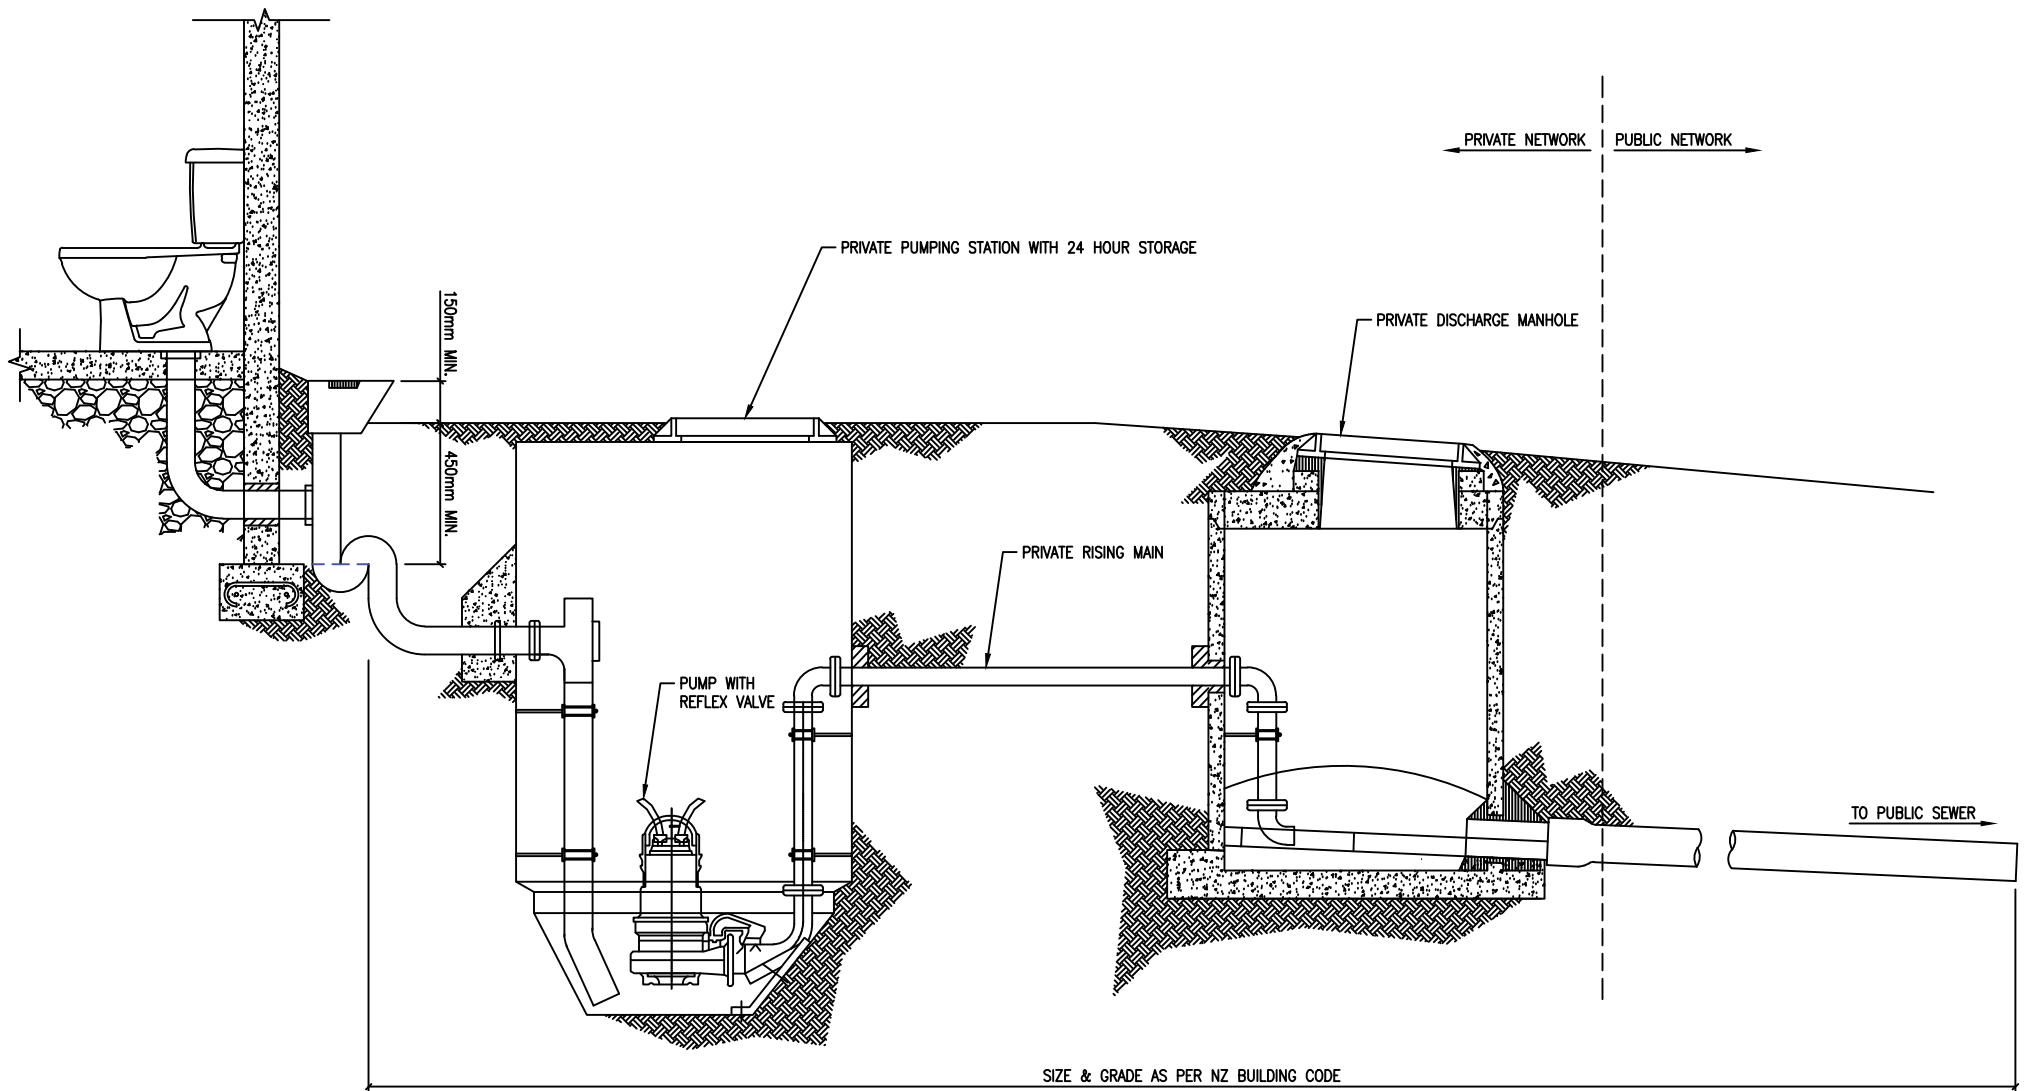 PRIVATE NETWORK
PUBLIC NETWORK
PRIVATE PUMPING STATION WITH 24 HOUR STORAGE
150mm MIN.
PRIVATE DISCHARGE MANHOLE
450mm MIN.
PRIVATE RISING MAIN
PUMP WITH
REFLEX VALVE
TO PUBLIC SEWER
SIZE & GRADE AS PER NZ BUILDING CODE